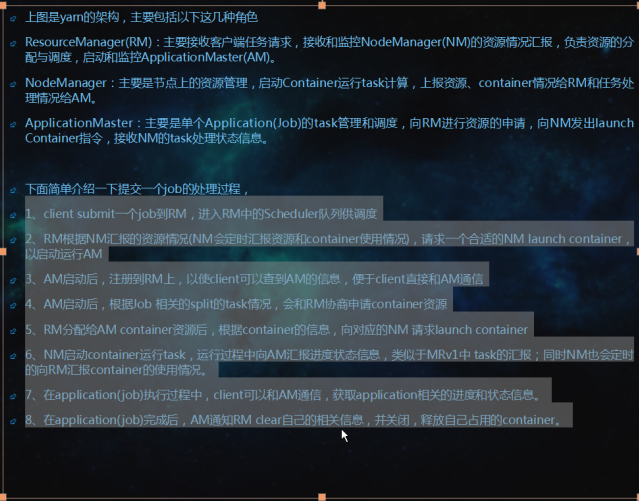 上图是yarn的架构，主要包括以下这几种角色
ResourceManager(RM)：主要接收客户端任务请求，接收和监控NodeManager(NM)的资源情况汇报，负责资源的分
配与调度，启动和监控ApplicationMaster(AM)。
NodeManager：主要是节点上的资源管理，启动Container运行task计算，上报资源、container情况给RM和任务处
理情况给AM。
ApplicationMaster：主要是单个Application(Job)的task管理和调度，向RM进行资源的申请，向NM发出launch
Container指令，接收NM的task处理状态信息。
下面简单介绍一下提交一个job的处理过程，
1、client submit一个job到RM，进入RM中的Scheduler队列供调度
2、RM根据NM汇报的资源情况(NM会定时汇报资源和container使用情况)，请求一个合适的NM launch container，
以启动运行AM
3、AM启动后，注册到RM上，以使client可以查到AM的信息，便于client直接和AM通信
4、AM启动后，根据Job 相关的split的task情况，会和RM协商申请container资源
5、RM分配给AM container资源后，根据container的信息，向对应的NM 请求launch container
6、NM启动container运行task，运行过程中向AM汇报进度状态信息，类似于MRv1中 task的汇报；同时NM也会定时
的向RM汇报container的使用情况。
7、在application(job)执行过程中，client可以和AM通信，获取application相关的进度和状态信息。
8、在application(job)完成后，AM通知RM clear自己的相关信息，并关闭，释放自己占用的container。